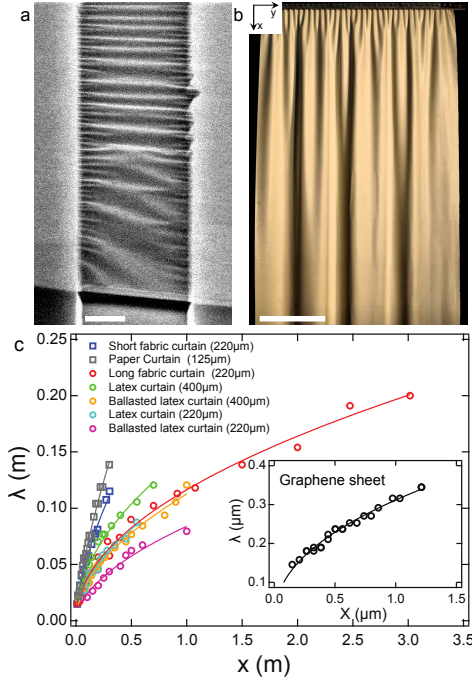 a
b
y
x
c
Short fabric curtain (220μm)
Paper Curtain (125μm)
Long fabric curtain (220μm)
Latex curtain (400μm)
Ballasted latex curtain (400μm)
Latex curtain (220μm)
Ballasted latex curtain (220μm)
0.25
0.20
0.15
0.10
0.05
0.00
λ (m)
0.0 0.5 1.0 1.5 2.0 2.5 3.0 3.5
x (m)
Graphene sheet
0.4
0.3
0.2
0.1
λ (μm)
0.0 0.5 1.0 1.5
X (μm)